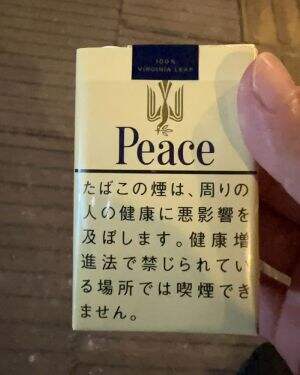 100%
VIRGINIA LEAF
Peace
たばこの煙は、周りの
人の健康に悪影響を
及ぼします。健康増
進法で禁じられてい
る場所では喫煙でき
ません。